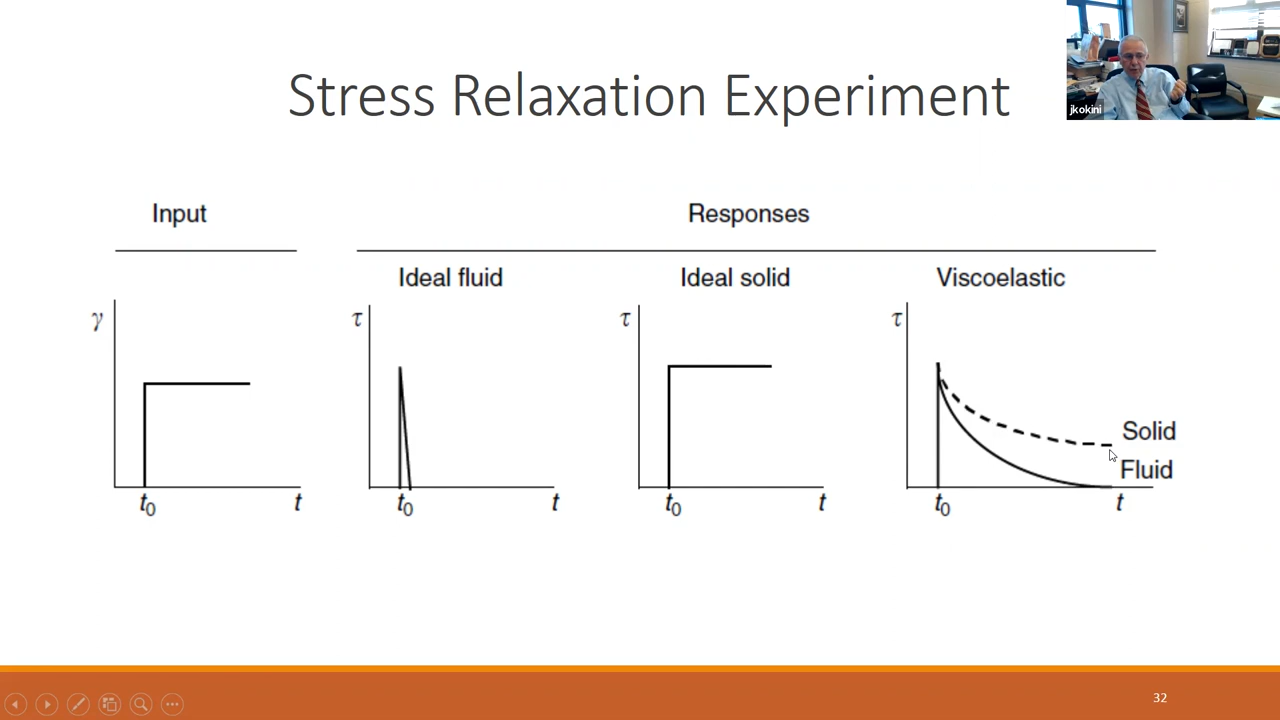 jkokini
Stress Relaxation Experiment
Input
Responses
Ideal fluid
Ideal solid
Viscoelastic
γ
τ
τ
τ
Solid
Fluid
t₀
t
t₀
t
t₀
t
t₀
t
32